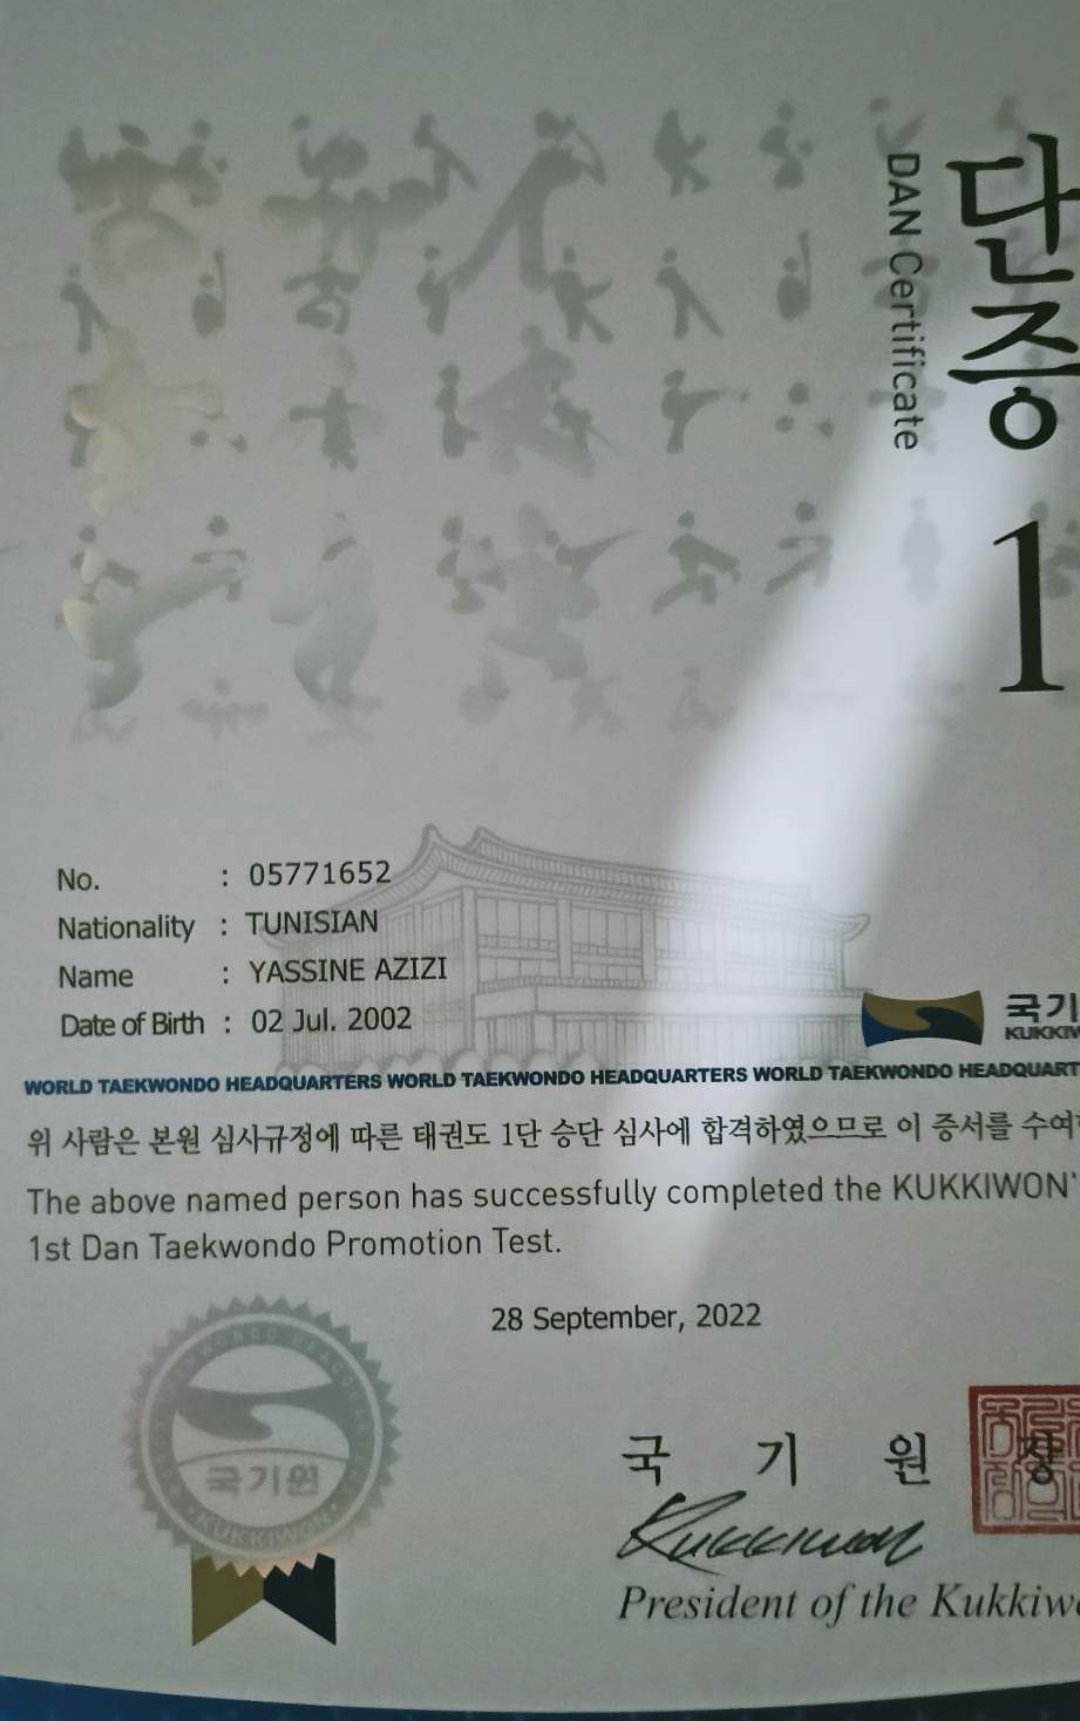 단증
DAN Certificate
1
No. : 05771652
Nationality : TUNISIAN
Name : YASSINE AZIZI
Date of Birth : 02 Jul. 2002
국기
KUKKIW
WORLD TAEKWONDO HEADQUARTERS WORLD TAEKWONDO HEADQUARTERS WORLD TAEKWONDO HEADQUART
위 사람은 본원 심사규정에 따른 태권도 1단 승단 심사에 합격하였으므로 이 증서를 수여
The above named person has successfully completed the KUKKIWON'
1st Dan Taekwondo Promotion Test.
28 September, 2022
국기원
KUKKIWON
국 기 원 장
Kukkiwon
President of the Kukkiwo